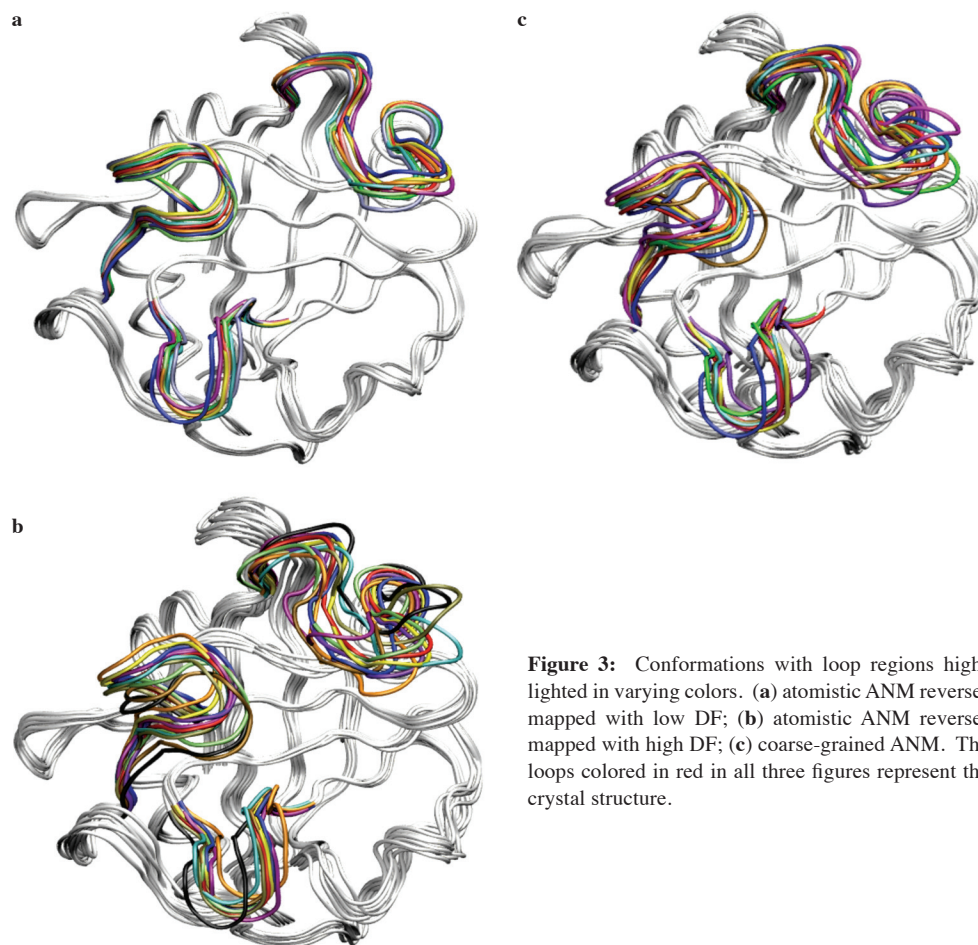 a
c
b
Figure 3: Conformations with loop regions high
lighted in varying colors. (a) atomistic ANM reverse
mapped with low DF; (b) atomistic ANM reverse
mapped with high DF; (c) coarse-grained ANM. Th
loops colored in red in all three figures represent th
crystal structure.